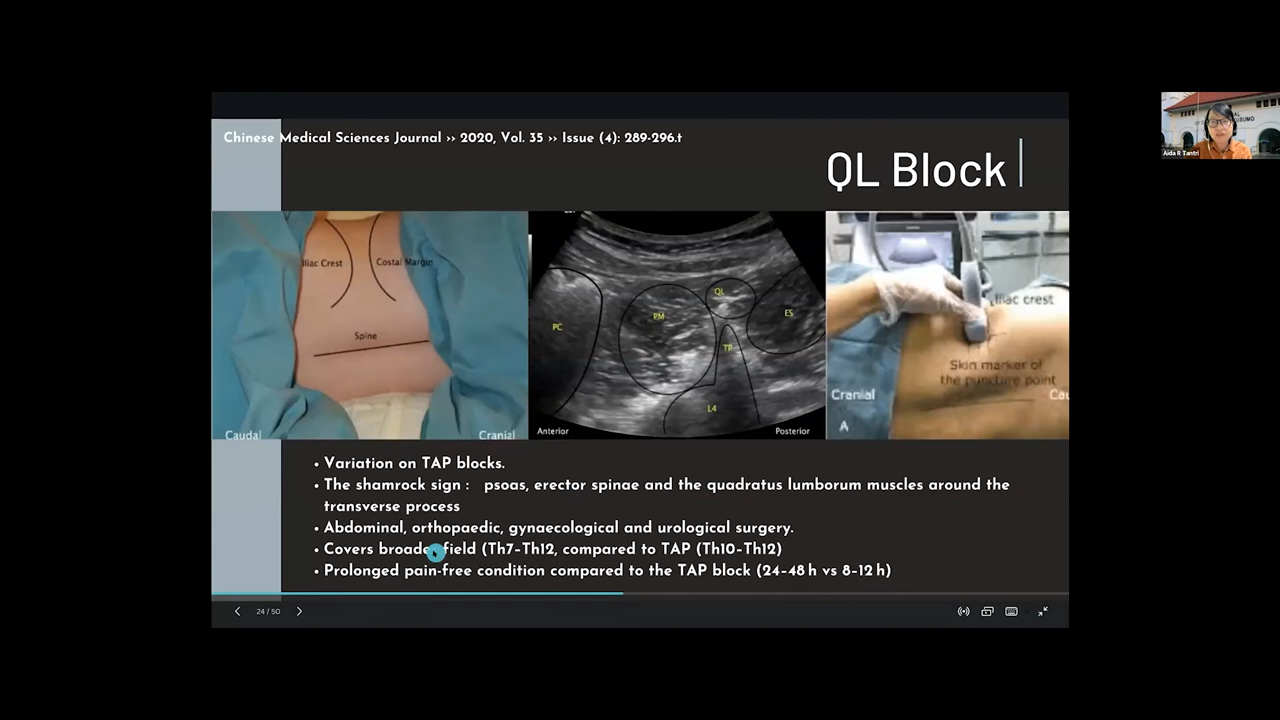 Chinese Medical Sciences Journal ›› 2020, Vol. 35 ›› Issue (4): 289-296.t
QL Block
Iliac Crest
Costal Margin
Spine
Caudal
Cranial
PC
PM
QL
ES
TP
L4
Anterior
Posterior
Iliac crest
Skin marker of
the puncture point
Cranial
Cau
A
• Variation on TAP blocks.
• The shamrock sign : psoas, erector spinae and the quadratus lumborum muscles around the
transverse process
• Abdominal, orthopaedic, gynaecological and urological surgery.
• Covers broader field (Th7-Th12, compared to TAP (Th10-Th12)
• Prolonged pain-free condition compared to the TAP block (24-48 h vs 8-12 h)
24 / 50
Aida R Tantri